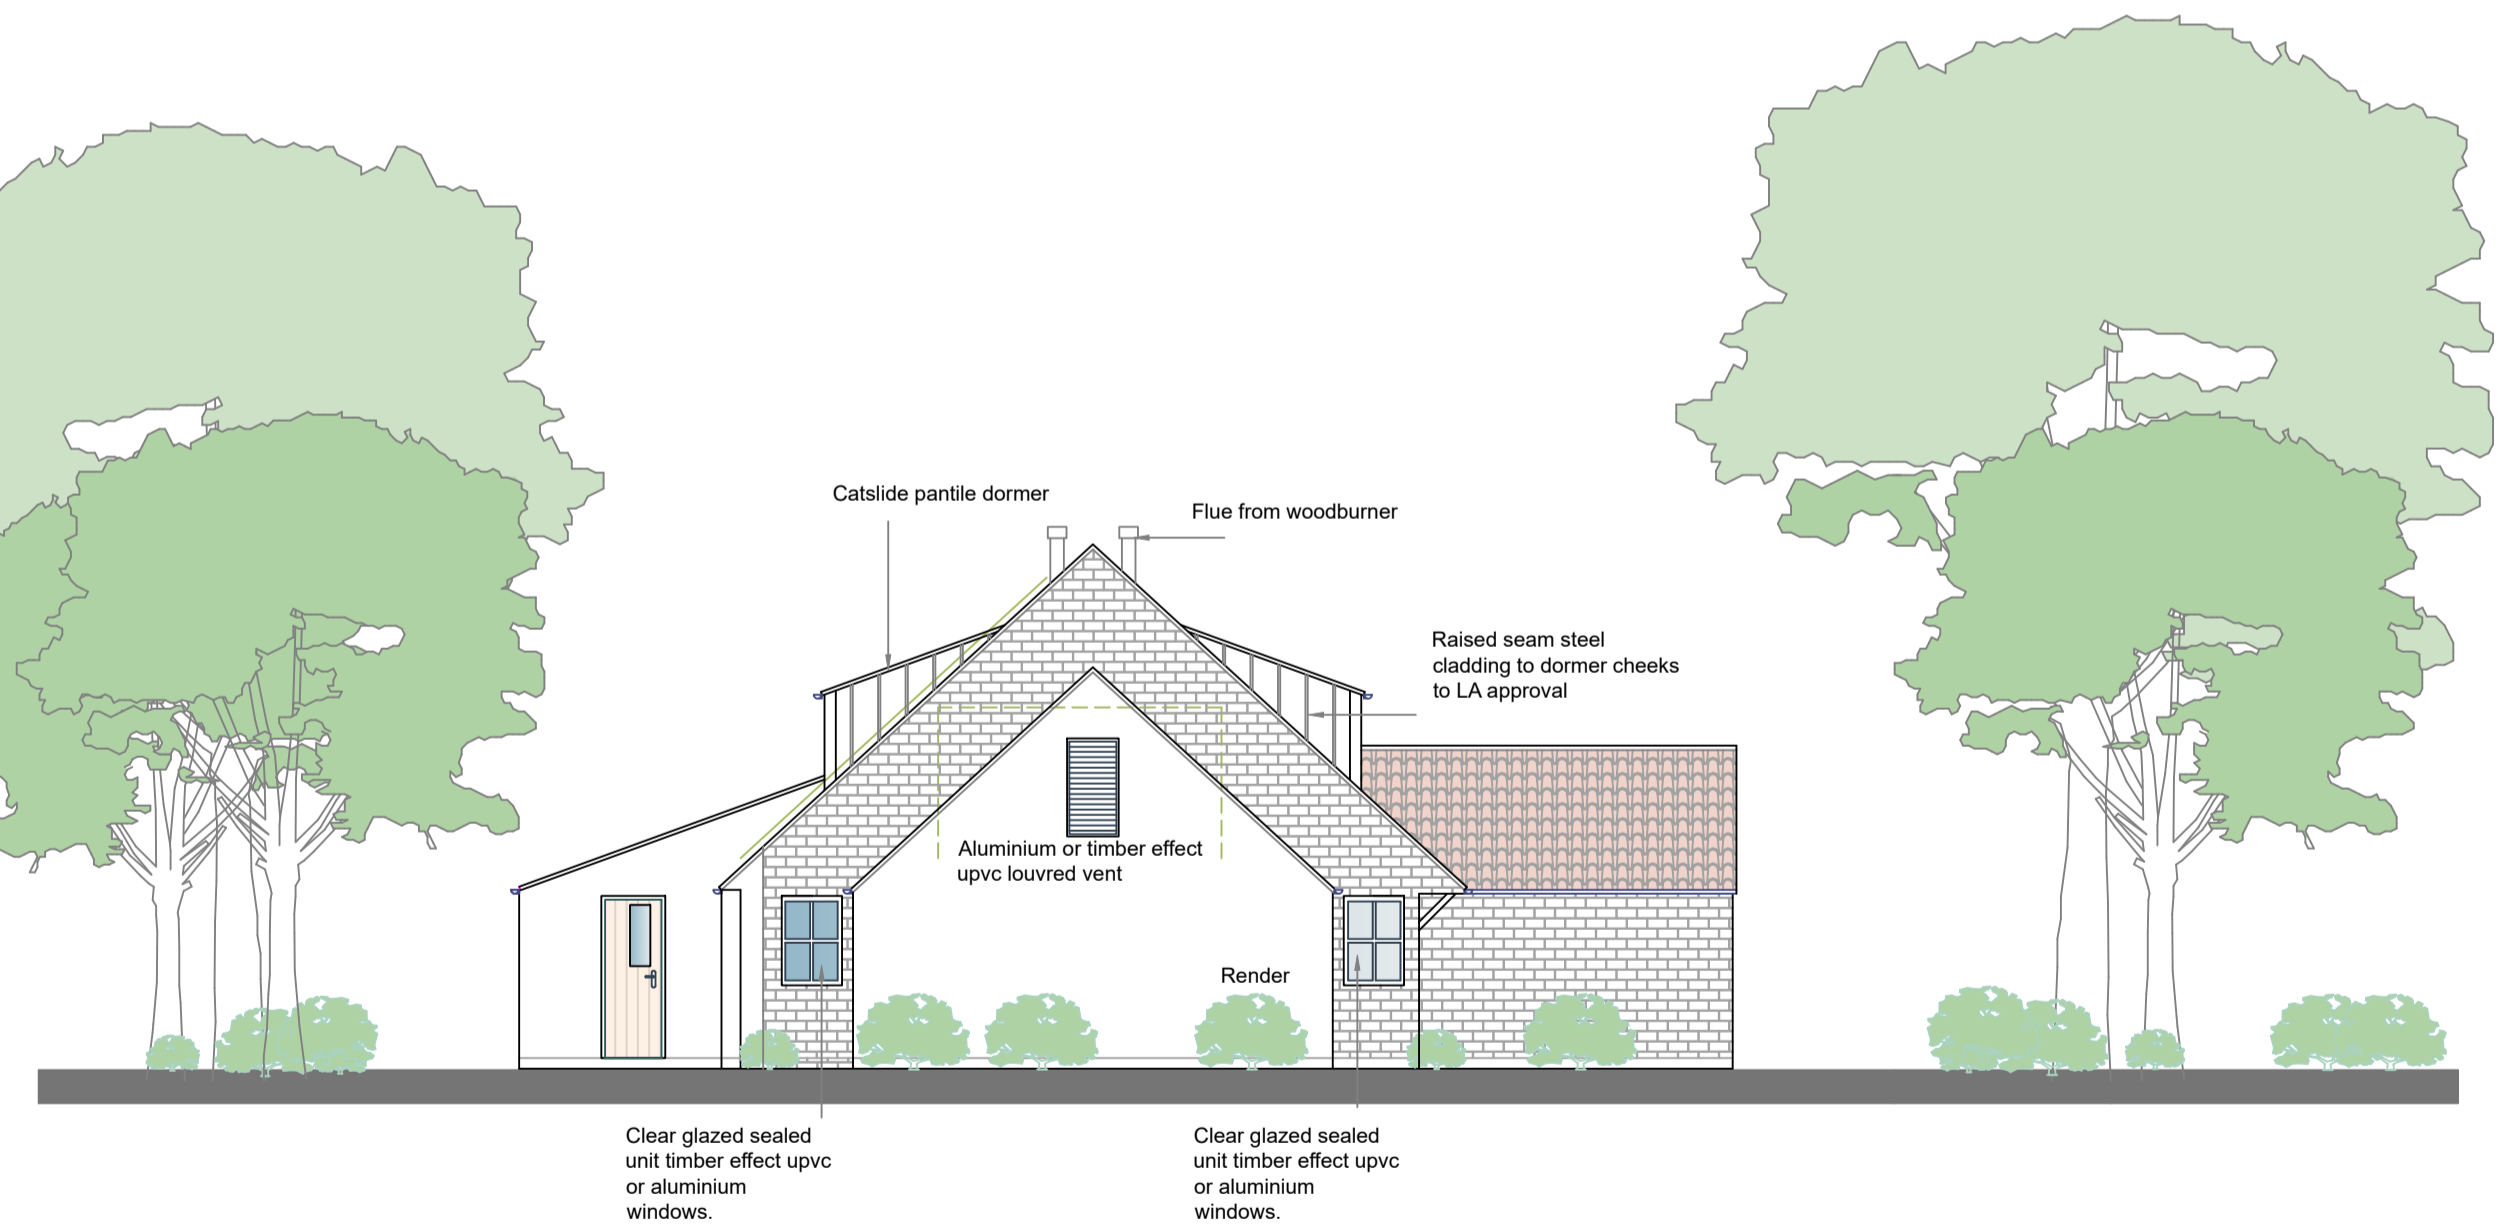 Catslide pantile dormer
Flue from woodburner
Raised seam steel
cladding to dormer cheeks
to LA approval
Aluminium or timber effect
upvc louvred vent
Render
Clear glazed sealed
unit timber effect upvc
or aluminium
windows.
Clear glazed sealed
unit timber effect upvc
or aluminium
windows.